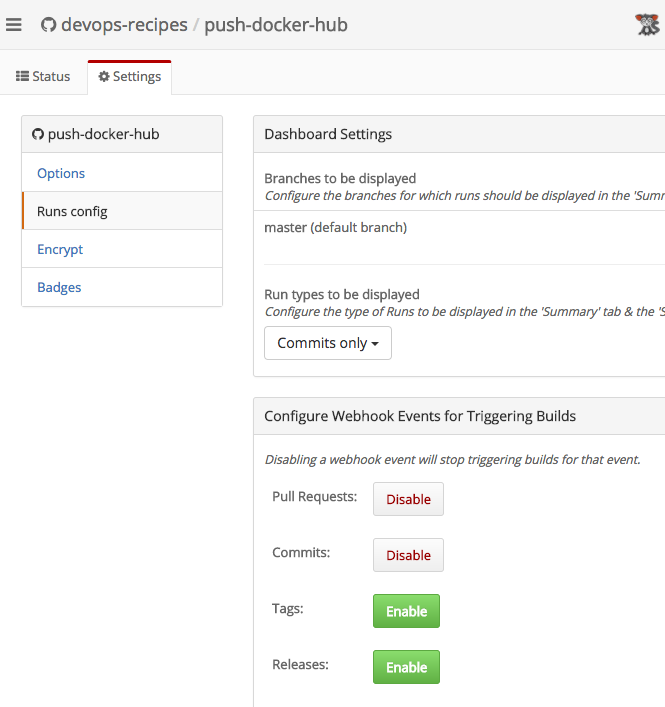 devops-recipes / push-docker-hub
Status
Settings
push-docker-hub
Options
Runs config
Encrypt
Badges
Dashboard Settings
Branches to be displayed
Configure the branches for which runs should be displayed in the 'Sum
master (default branch)
Run types to be displayed
Configure the type of Runs to be displayed in the 'Summary' tab & the 'S
Commits only
Configure Webhook Events for Triggering Builds
Disabling a webhook event will stop triggering builds for that event.
Pull Requests: Disable
Commits: Disable
Tags: Enable
Releases: Enable